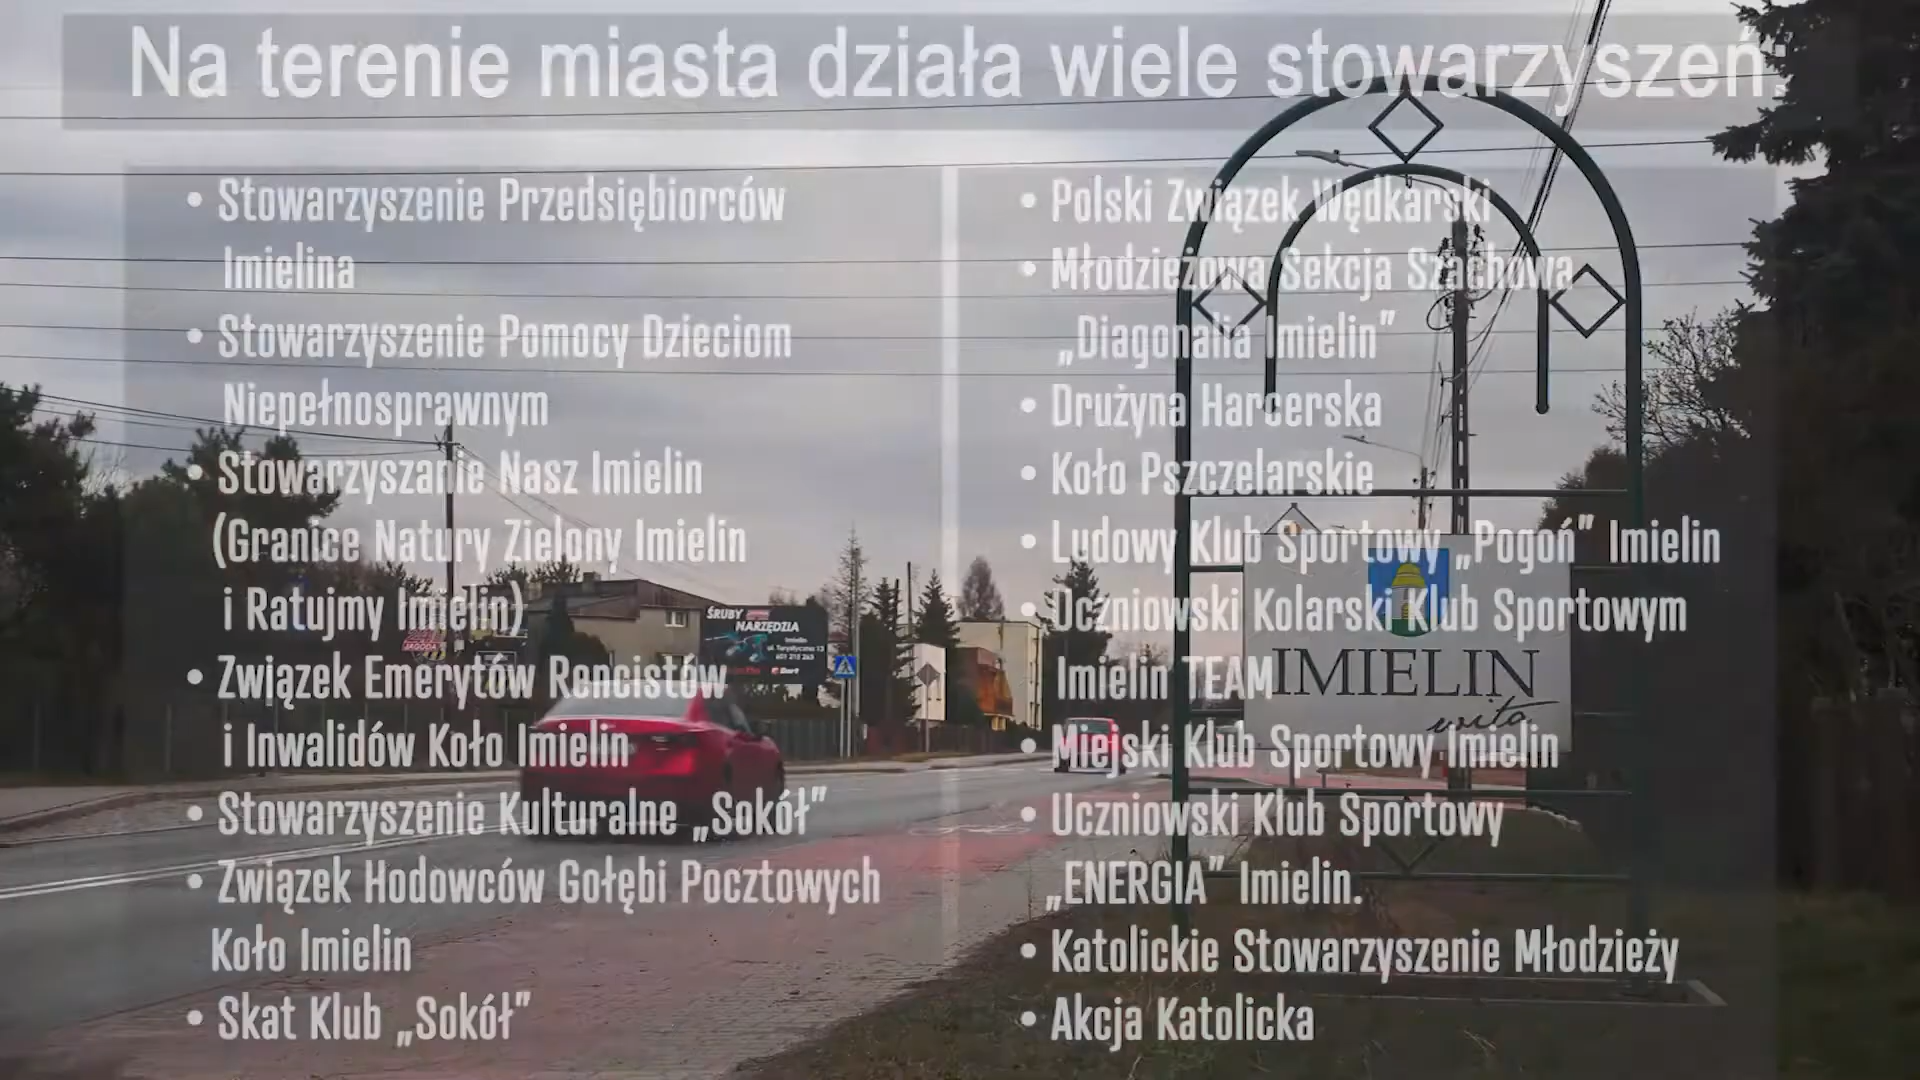 Na terenie miasta działa wiele stowarzyszeń:
• Stowarzyszenie Przedsiębiorców
Imielina
• Stowarzyszenie Pomocy Dzieciom
Niepełnosprawnym
• Stowarzyszanie Nasz Imielin
(Granice Natury Zielony Imielin
i Ratujmy Imielin)
• Związek Emerytów Rencistów
i Inwalidów Koło Imielin
• Stowarzyszenie Kulturalne „Sokół”
• Związek Hodowców Gołębi Pocztowych
Koło Imielin
• Skat Klub „Sokół”
• Polski Związek Wędkarski
• Młodzieżowa Sekcja Szachowa
„Diagonalia Imielin”
• Drużyna Harcerska
• Koło Pszczelarskie
• Ludowy Klub Sportowy „Pogoń” Imielin
• Uczniowski Kolarski Klub Sportowym
Imielin TEAM
• Miejski Klub Sportowy Imielin
• Uczniowski Klub Sportowy
„ENERGIA” Imielin.
• Katolickie Stowarzyszenie Młodzieży
• Akcja Katolicka
ŚRUBY
NARZĘDZIA
Imielin
JAGODA
IMIELIN
wita